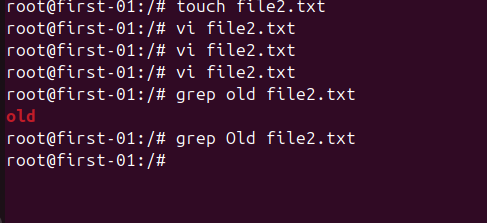 root@first-01:/# touch file2.txt
root@first-01:/# vi file2.txt
root@first-01:/# vi file2.txt
root@first-01:/# vi file2.txt
root@first-01:/# grep old file2.txt
old
root@first-01:/# grep Old file2.txt
root@first-01:/#